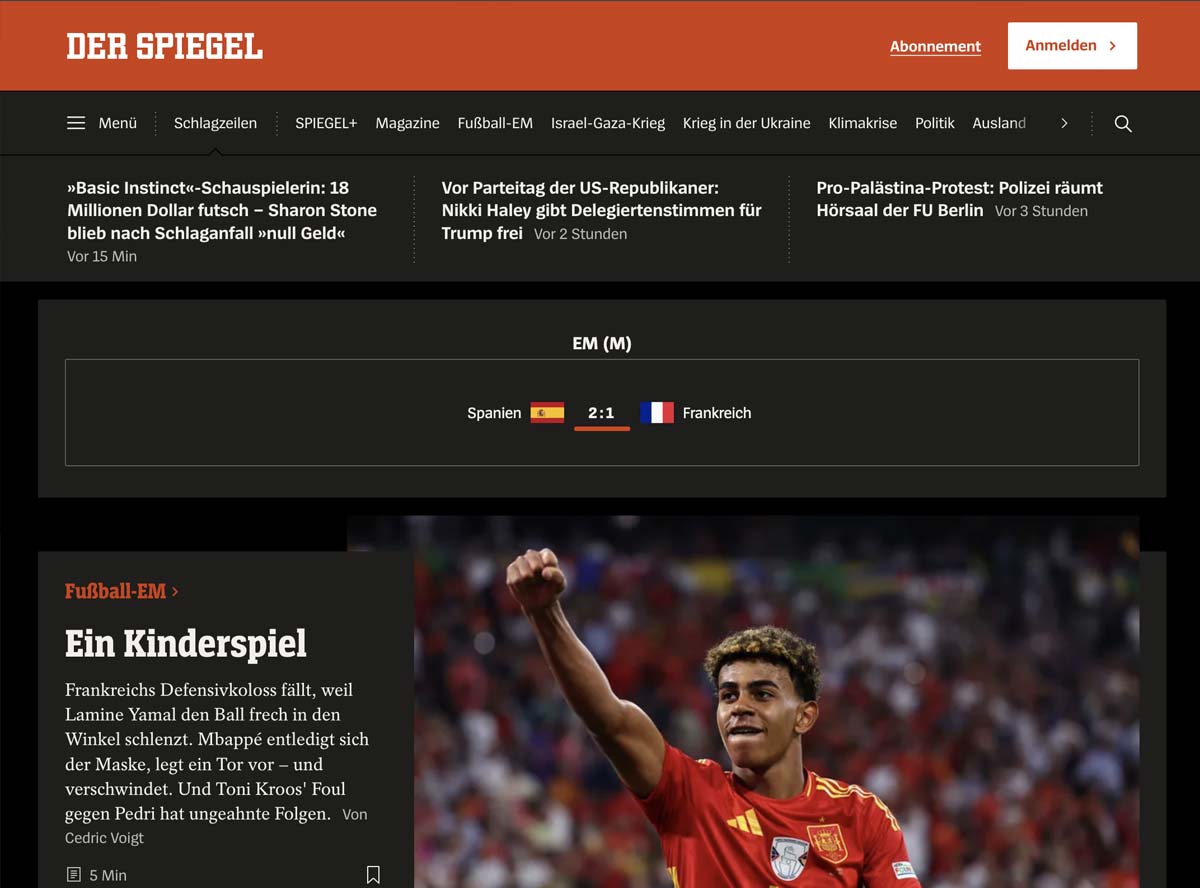 DER SPIEGEL
Abonnement
Anmelden
Menü
Schlagzeilen
SPIEGEL+
Magazine
Fußball-EM
Israel-Gaza-Krieg
Krieg in der Ukraine
Klimakrise
Politik
Ausland
»Basic Instinct«-Schauspielerin: 18
Millionen Dollar futsch – Sharon Stone
blieb nach Schlaganfall »null Geld«
Vor 15 Min
Vor Parteitag der US-Republikaner:
Nikki Haley gibt Delegiertenstimmen für
Trump frei Vor 2 Stunden
Pro-Palästina-Protest: Polizei räumt
Hörsaal der FU Berlin Vor 3 Stunden
EM (M)
Spanien 2:1 Frankreich
Fußball-EM
Ein Kinderspiel
Frankreichs Defensivkoloss fällt, weil
Lamine Yamal den Ball frech in den
Winkel schlenzt. Mbappé entledigt sich
der Maske, legt ein Tor vor – und
verschwindet. Und Toni Kroos' Foul
gegen Pedri hat ungeahnte Folgen. Von
Cedric Voigt
5 Min